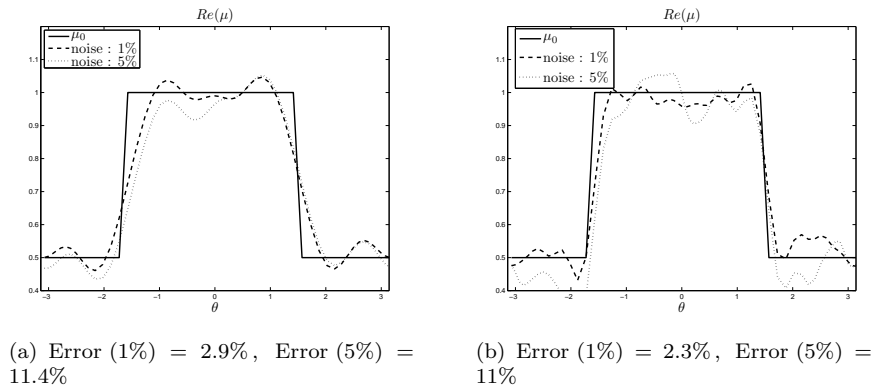 Re(μ)
μ₀
noise : 1%
noise : 5%
1.1
1
0.9
0.8
0.7
0.6
0.5
0.4
−3
−2
−1
0
1
2
3
θ
(a) Error (1%) = 2.9%, Error (5%) =
11.4%
Re(μ)
μ₀
noise : 1%
noise : 5%
1.1
1
0.9
0.8
0.7
0.6
0.5
0.4
−3
−2
−1
0
1
2
3
θ
(b) Error (1%) = 2.3%, Error (5%) =
11%